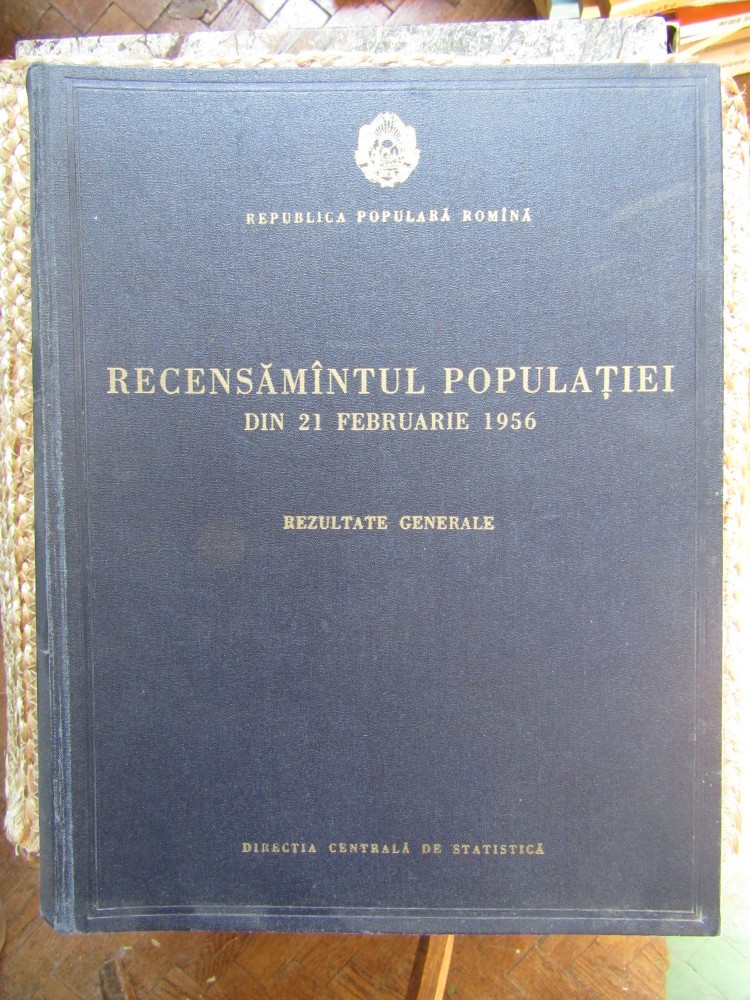 REPUBLICA POPULARĂ ROMÎNĂ
RECENSĂMÎNTUL POPULAȚIEI
DIN 21 FEBRUARIE 1956
REZULTATE GENERALE
DIRECȚIA CENTRALĂ DE STATISTICĂ